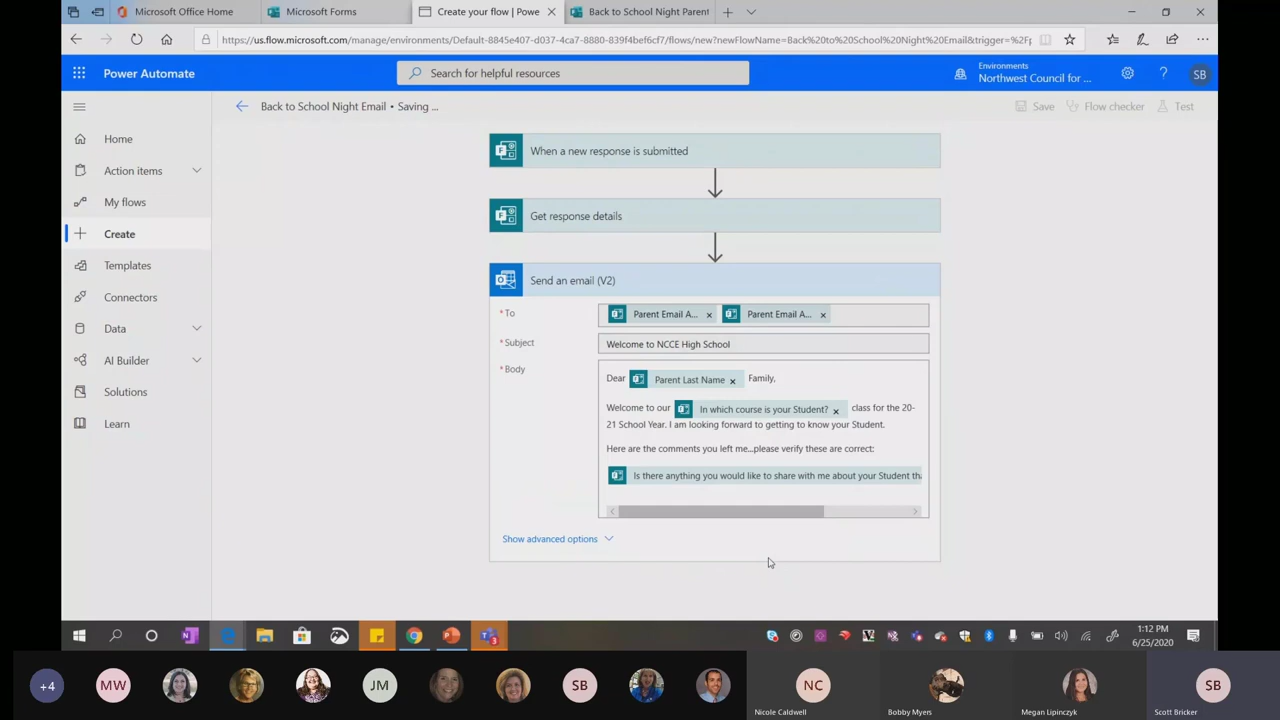 Microsoft Office Home
Microsoft Forms
Create your flow | Powe
Back to School Night Parent
https://us.flow.microsoft.com/manage/environments/Default-8845e407-d037-4ca7-8880-839f4bef6cf7/flows/new?newFlowName=Back%20to%20School%20Night%20Email&trigger=%2Fp
Power Automate
Search for helpful resources
Environments
Northwest Council for ...
?
SB
Back to School Night Email • Saving ...
Save
Flow checker
Test
Home
Action items
My flows
Create
Templates
Connectors
Data
AI Builder
Solutions
Learn
When a new response is submitted
Get response details
Send an email (V2)
* To
Parent Email A... x
Parent Email A... x
* Subject
Welcome to NCCE High School
* Body
Dear Parent Last Name x Family,
Welcome to our In which course is your Student? x class for the 20-
21 School Year. I am looking forward to getting to know your Student.
Here are the comments you left me...please verify these are correct:
Is there anything you would like to share with me about your Student tha
Show advanced options
3
1:12 PM
6/25/2020
+4
MW
JM
SB
NC
Nicole Caldwell
Bobby Myers
Megan Lipinczyk
SB
Scott Bricker